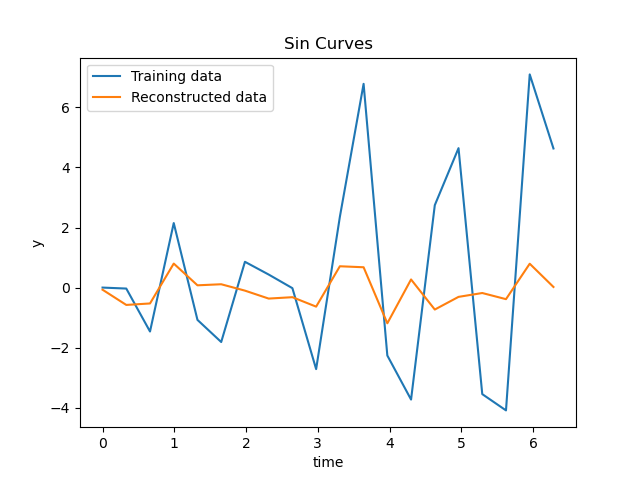 Sin Curves
Training data
Reconstructed data
y
6
4
2
0
−2
−4
0 1 2 3 4 5 6
time